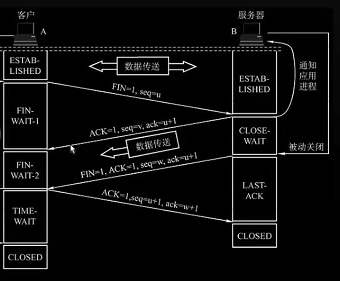 客户
服务器
A
B
ESTAB-
LISHED
数据传送
ESTAB-
LISHED
通知
应用
进程
FIN=1, seq=u
FIN-
WAIT-1
CLOSE-
WAIT
ACK=1, seq=v, ack=u+1
数据传送
被动关闭
FIN-
WAIT-2
FIN=1, ACK=1, seq=w, ack=u+1
LAST-
ACK
TIME-
WAIT
ACK=1,seq=u+1, ack=w+1
CLOSED
CLOSED